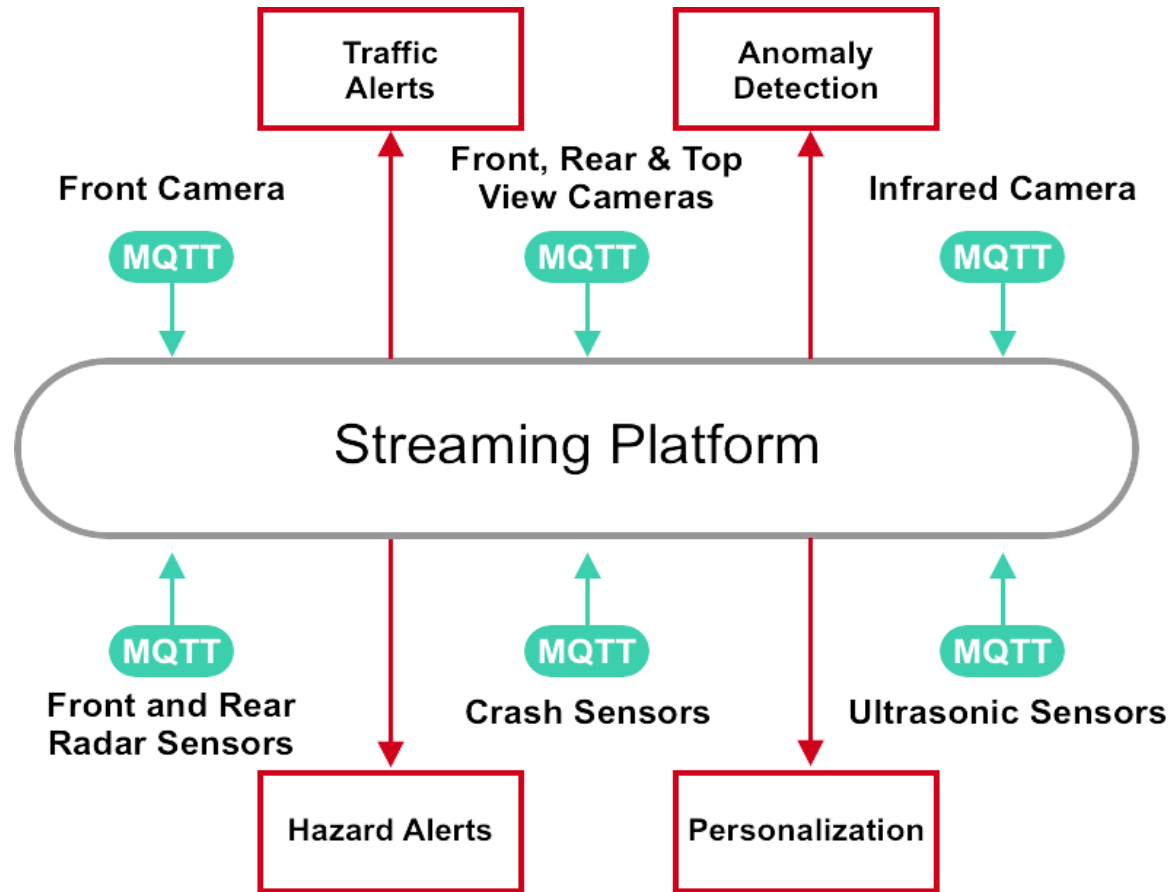 Traffic
Alerts
Anomaly
Detection
Front Camera
Front, Rear & Top
View Cameras
Infrared Camera
MQTT
MQTT
MQTT
Streaming Platform
MQTT
MQTT
MQTT
Front and Rear
Radar Sensors
Crash Sensors
Ultrasonic Sensors
Hazard Alerts
Personalization